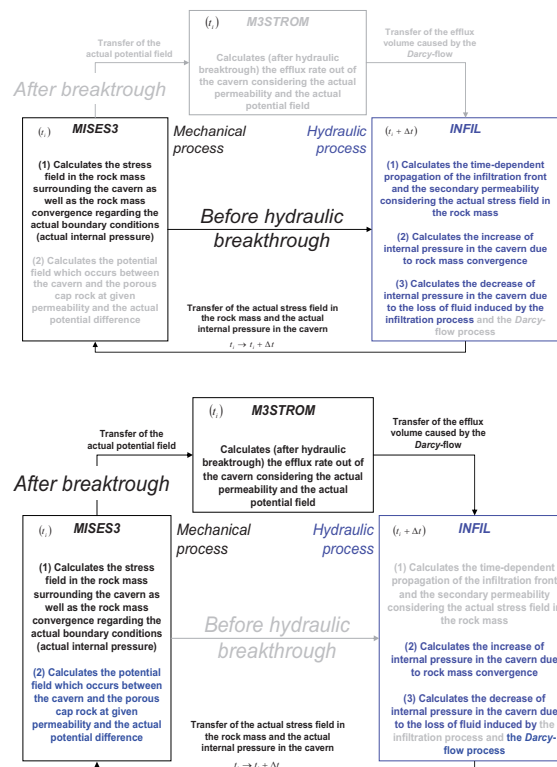 (t_i) M3STROM
Calculates (after hydraulic
breakthrough) the efflux rate out of
the cavern considering the actual
permeability and the actual
potential field
Transfer of the
actual potential field
Transfer of the efflux
volume caused by the
Darcy-flow
After breakthrough
(t_i) MISES3
(1) Calculates the stress
field in the rock mass
surrounding the cavern as
well as the rock mass
convergence regarding the
actual boundary conditions
(actual internal pressure)
(2) Calculates the potential
field which occurs between
the cavern and the porous
cap rock at given
permeability and the actual
potential difference
Mechanical
process
Hydraulic
process
Before hydraulic
breakthrough
(t_i + Δt) INFIL
(1) Calculates the time-dependent
propagation of the infiltration front
and the secondary permeability
considering the actual stress field in
the rock mass
(2) Calculates the increase of
internal pressure in the cavern due
to rock mass convergence
(3) Calculates the decrease of
internal pressure in the cavern due
to the loss of fluid induced by the
infiltration process and the Darcy-
flow process
Transfer of the actual stress field in
the rock mass and the actual
internal pressure in the cavern
t_i → t_i + Δt
(t_i) M3STROM
Calculates (after hydraulic
breakthrough) the efflux rate out of
the cavern considering the actual
permeability and the actual
potential field
Transfer of the
actual potential field
Transfer of the efflux
volume caused by the
Darcy-flow
After breakthrough
(t_i) MISES3
(1) Calculates the stress
field in the rock mass
surrounding the cavern as
well as the rock mass
convergence regarding the
actual boundary conditions
(actual internal pressure)
(2) Calculates the potential
field which occurs between
the cavern and the porous
cap rock at given
permeability and the actual
potential difference
Mechanical
process
Hydraulic
process
Before hydraulic
breakthrough
(t_i + Δt) INFIL
(1) Calculates the time-dependent
propagation of the infiltration front
and the secondary permeability
considering the actual stress field in
the rock mass
(2) Calculates the increase of
internal pressure in the cavern due
to rock mass convergence
(3) Calculates the decrease of
internal pressure in the cavern due
to the loss of fluid induced by the
infiltration process and the Darcy-
flow process
Transfer of the actual stress field in
the rock mass and the actual
internal pressure in the cavern
t_i → t_i + Δt